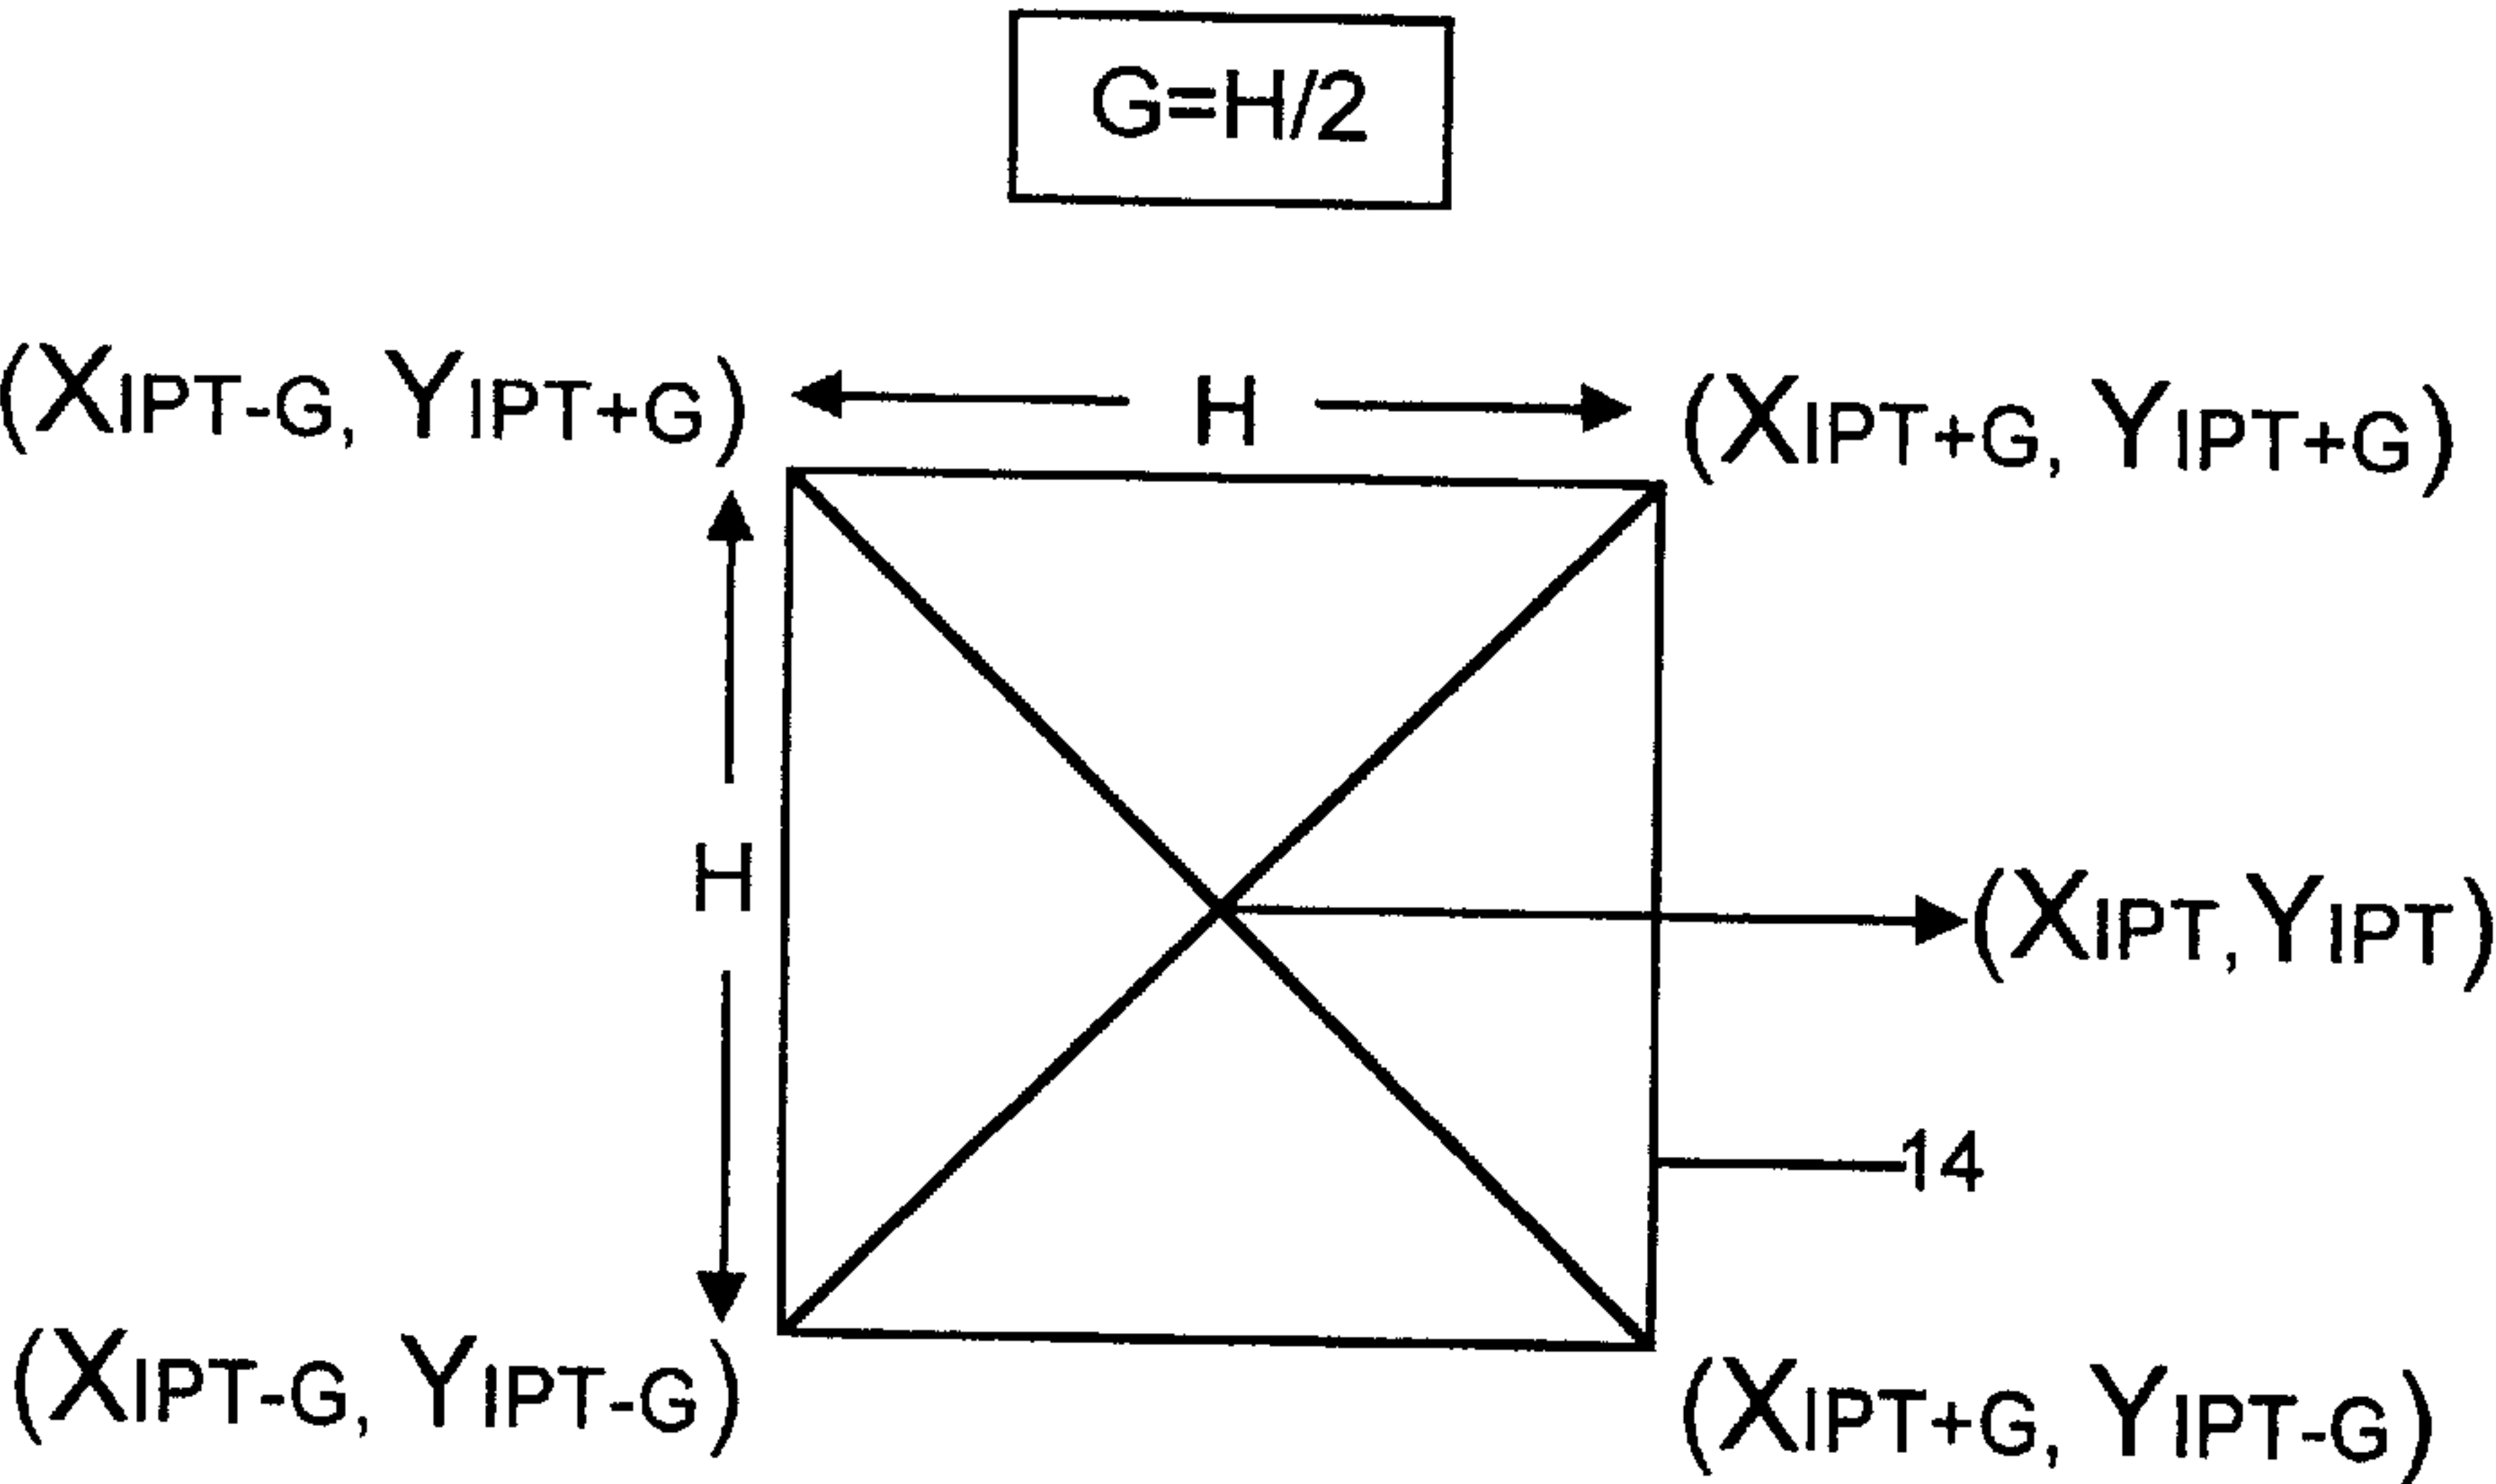 G=H/2
(XIPT-G, YIPT+G) H (XIPT+G, YIPT+G)
H
(XIPT,YIPT)
14
(XIPT-G, YIPT-G) (XIPT+G, YIPT-G)